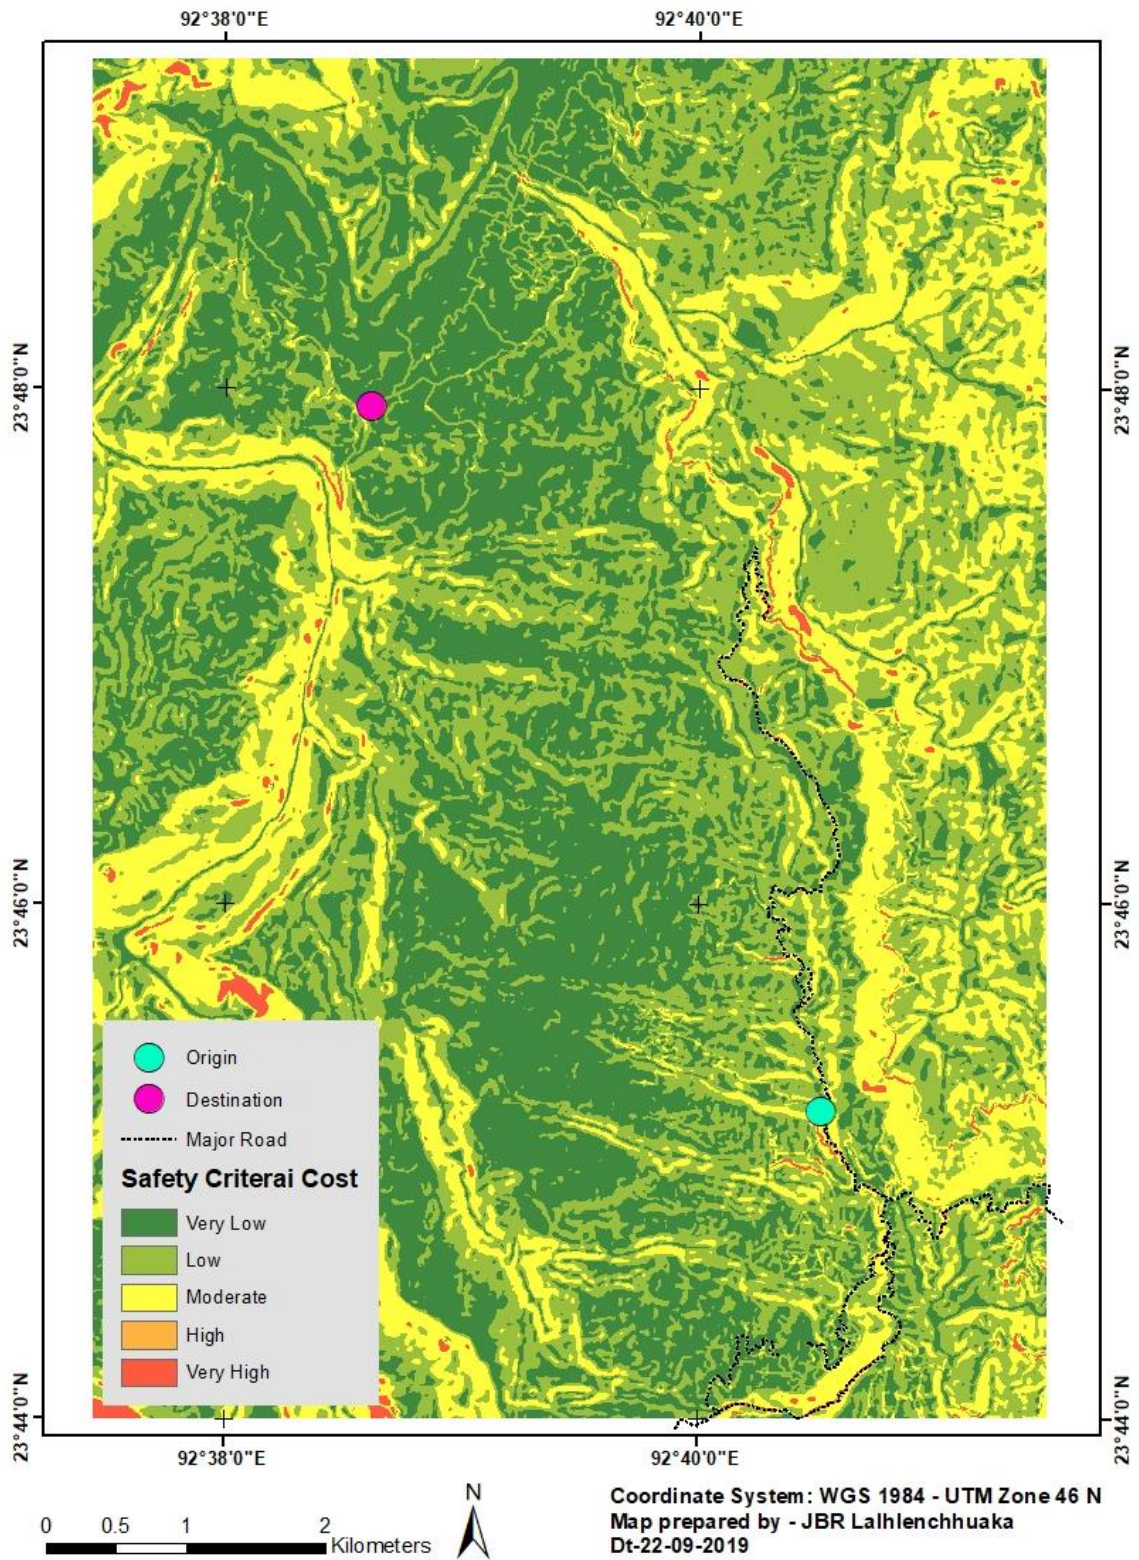 92°38'0"E 92°40'0"E
23°48'0"N 23°48'0"N
23°46'0"N 23°46'0"N
Origin
Destination
Major Road
Safety Criterai Cost
Very Low
Low
Moderate
High
Very High
23°44'0"N 23°44'0"N
92°38'0"E 92°40'0"E
N
0 0.5 1 2
Kilometers
Coordinate System: WGS 1984 - UTM Zone 46 N
Map prepared by - JBR Lalhlenchhuaka
Dt-22-09-2019